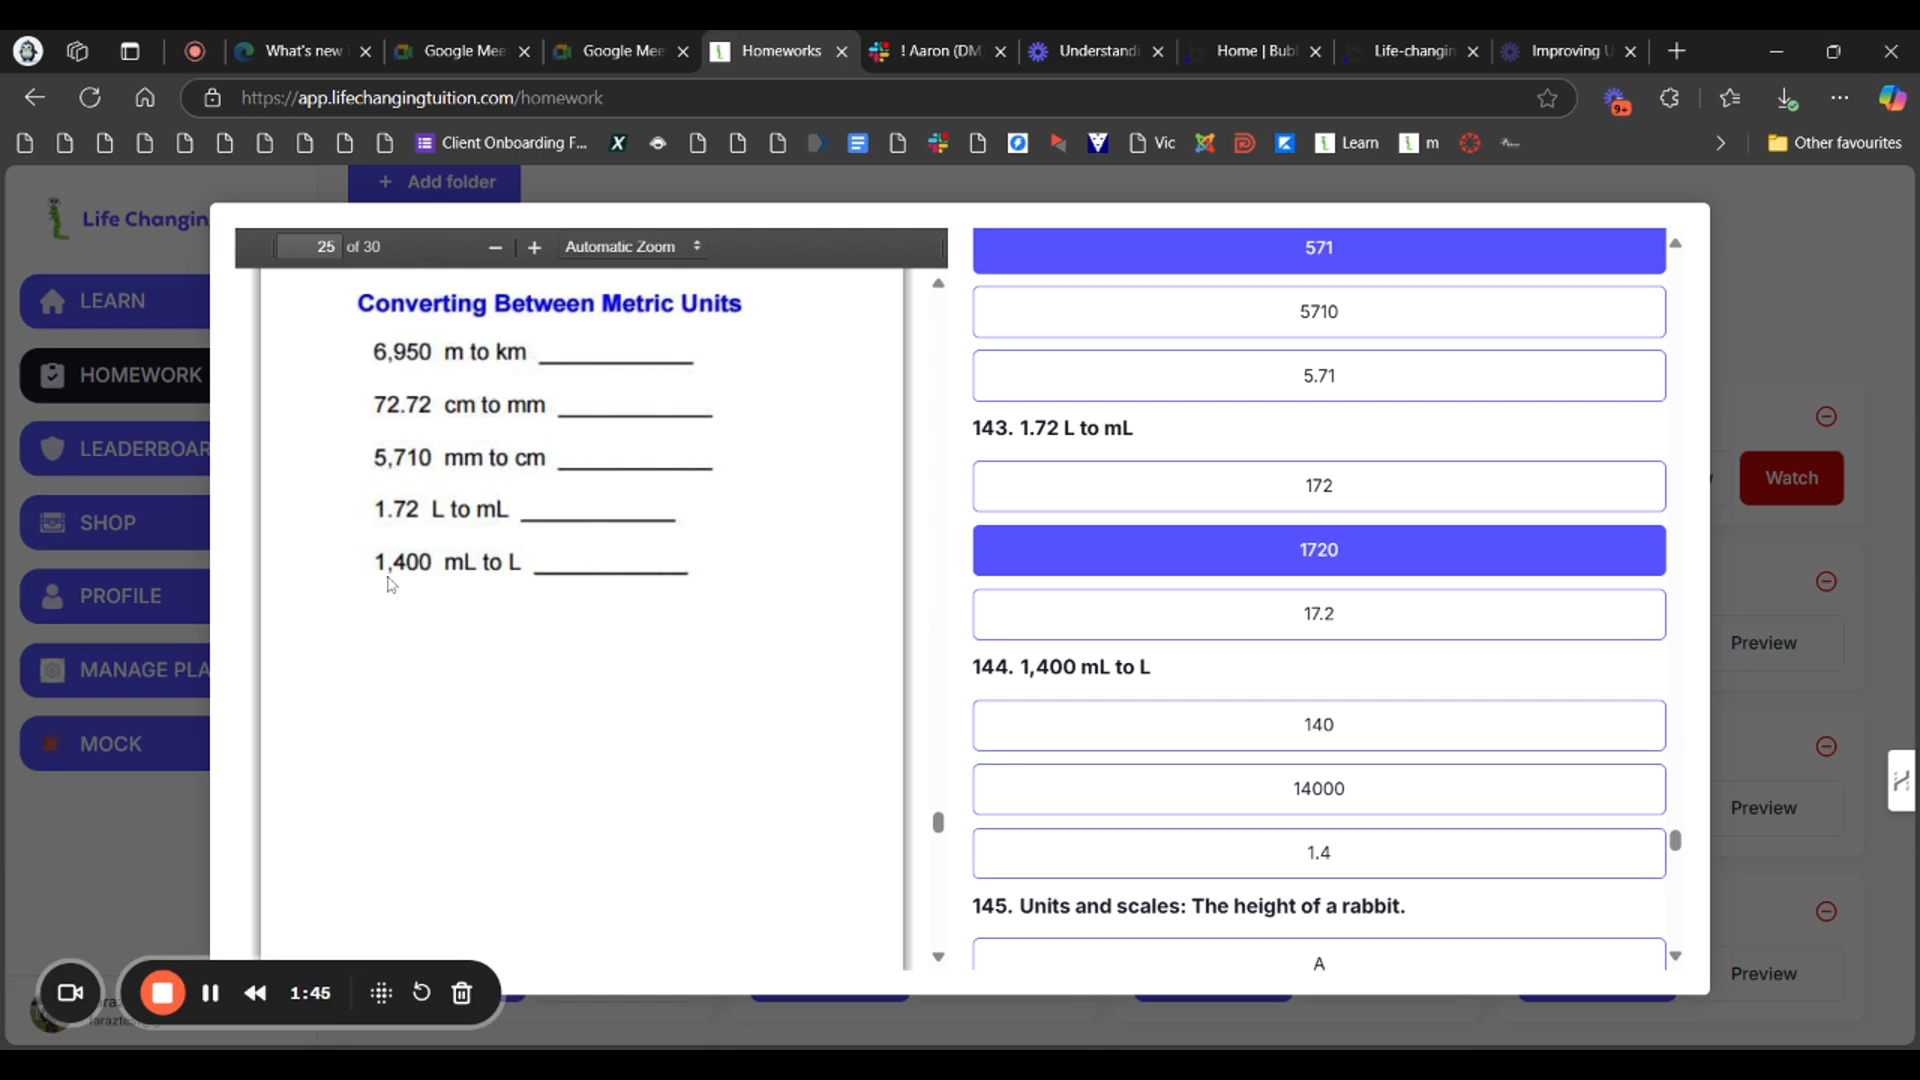 What's new
Google Mee
Google Mee
Homeworks
! Aaron (DM
Understandi
Home | Bub
Life-changin
Improving U
https://app.lifechangingtuition.com/homework
9+
Client Onboarding F...
Vic
Learn
m
Other favourites
+ Add folder
Life Changin
LEARN
HOMEWORK
LEADERBOAR
SHOP
PROFILE
MANAGE PLA
MOCK
25 of 30
Automatic Zoom
Converting Between Metric Units
6,950 m to km
72.72 cm to mm
5,710 mm to cm
1.72 L to mL
1,400 mL to L
571
5710
5.71
143. 1.72 L to mL
172
1720
17.2
144. 1,400 mL to L
140
14000
1.4
145. Units and scales: The height of a rabbit.
A
Watch
Preview
Preview
Preview
1:45